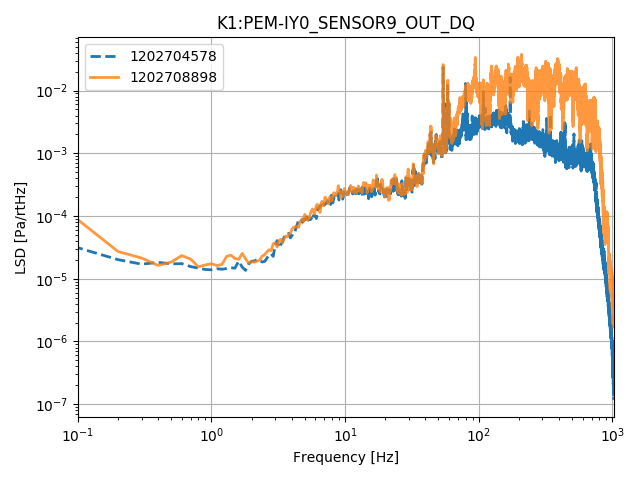 K1:PEM-IY0_SENSOR9_OUT_DQ
1202704578
1202708898
LSD [Pa/rtHz]
10⁻²
10⁻³
10⁻⁴
10⁻⁵
10⁻⁶
10⁻⁷
10⁻¹ 10⁰ 10¹ 10² 10³
Frequency [Hz]